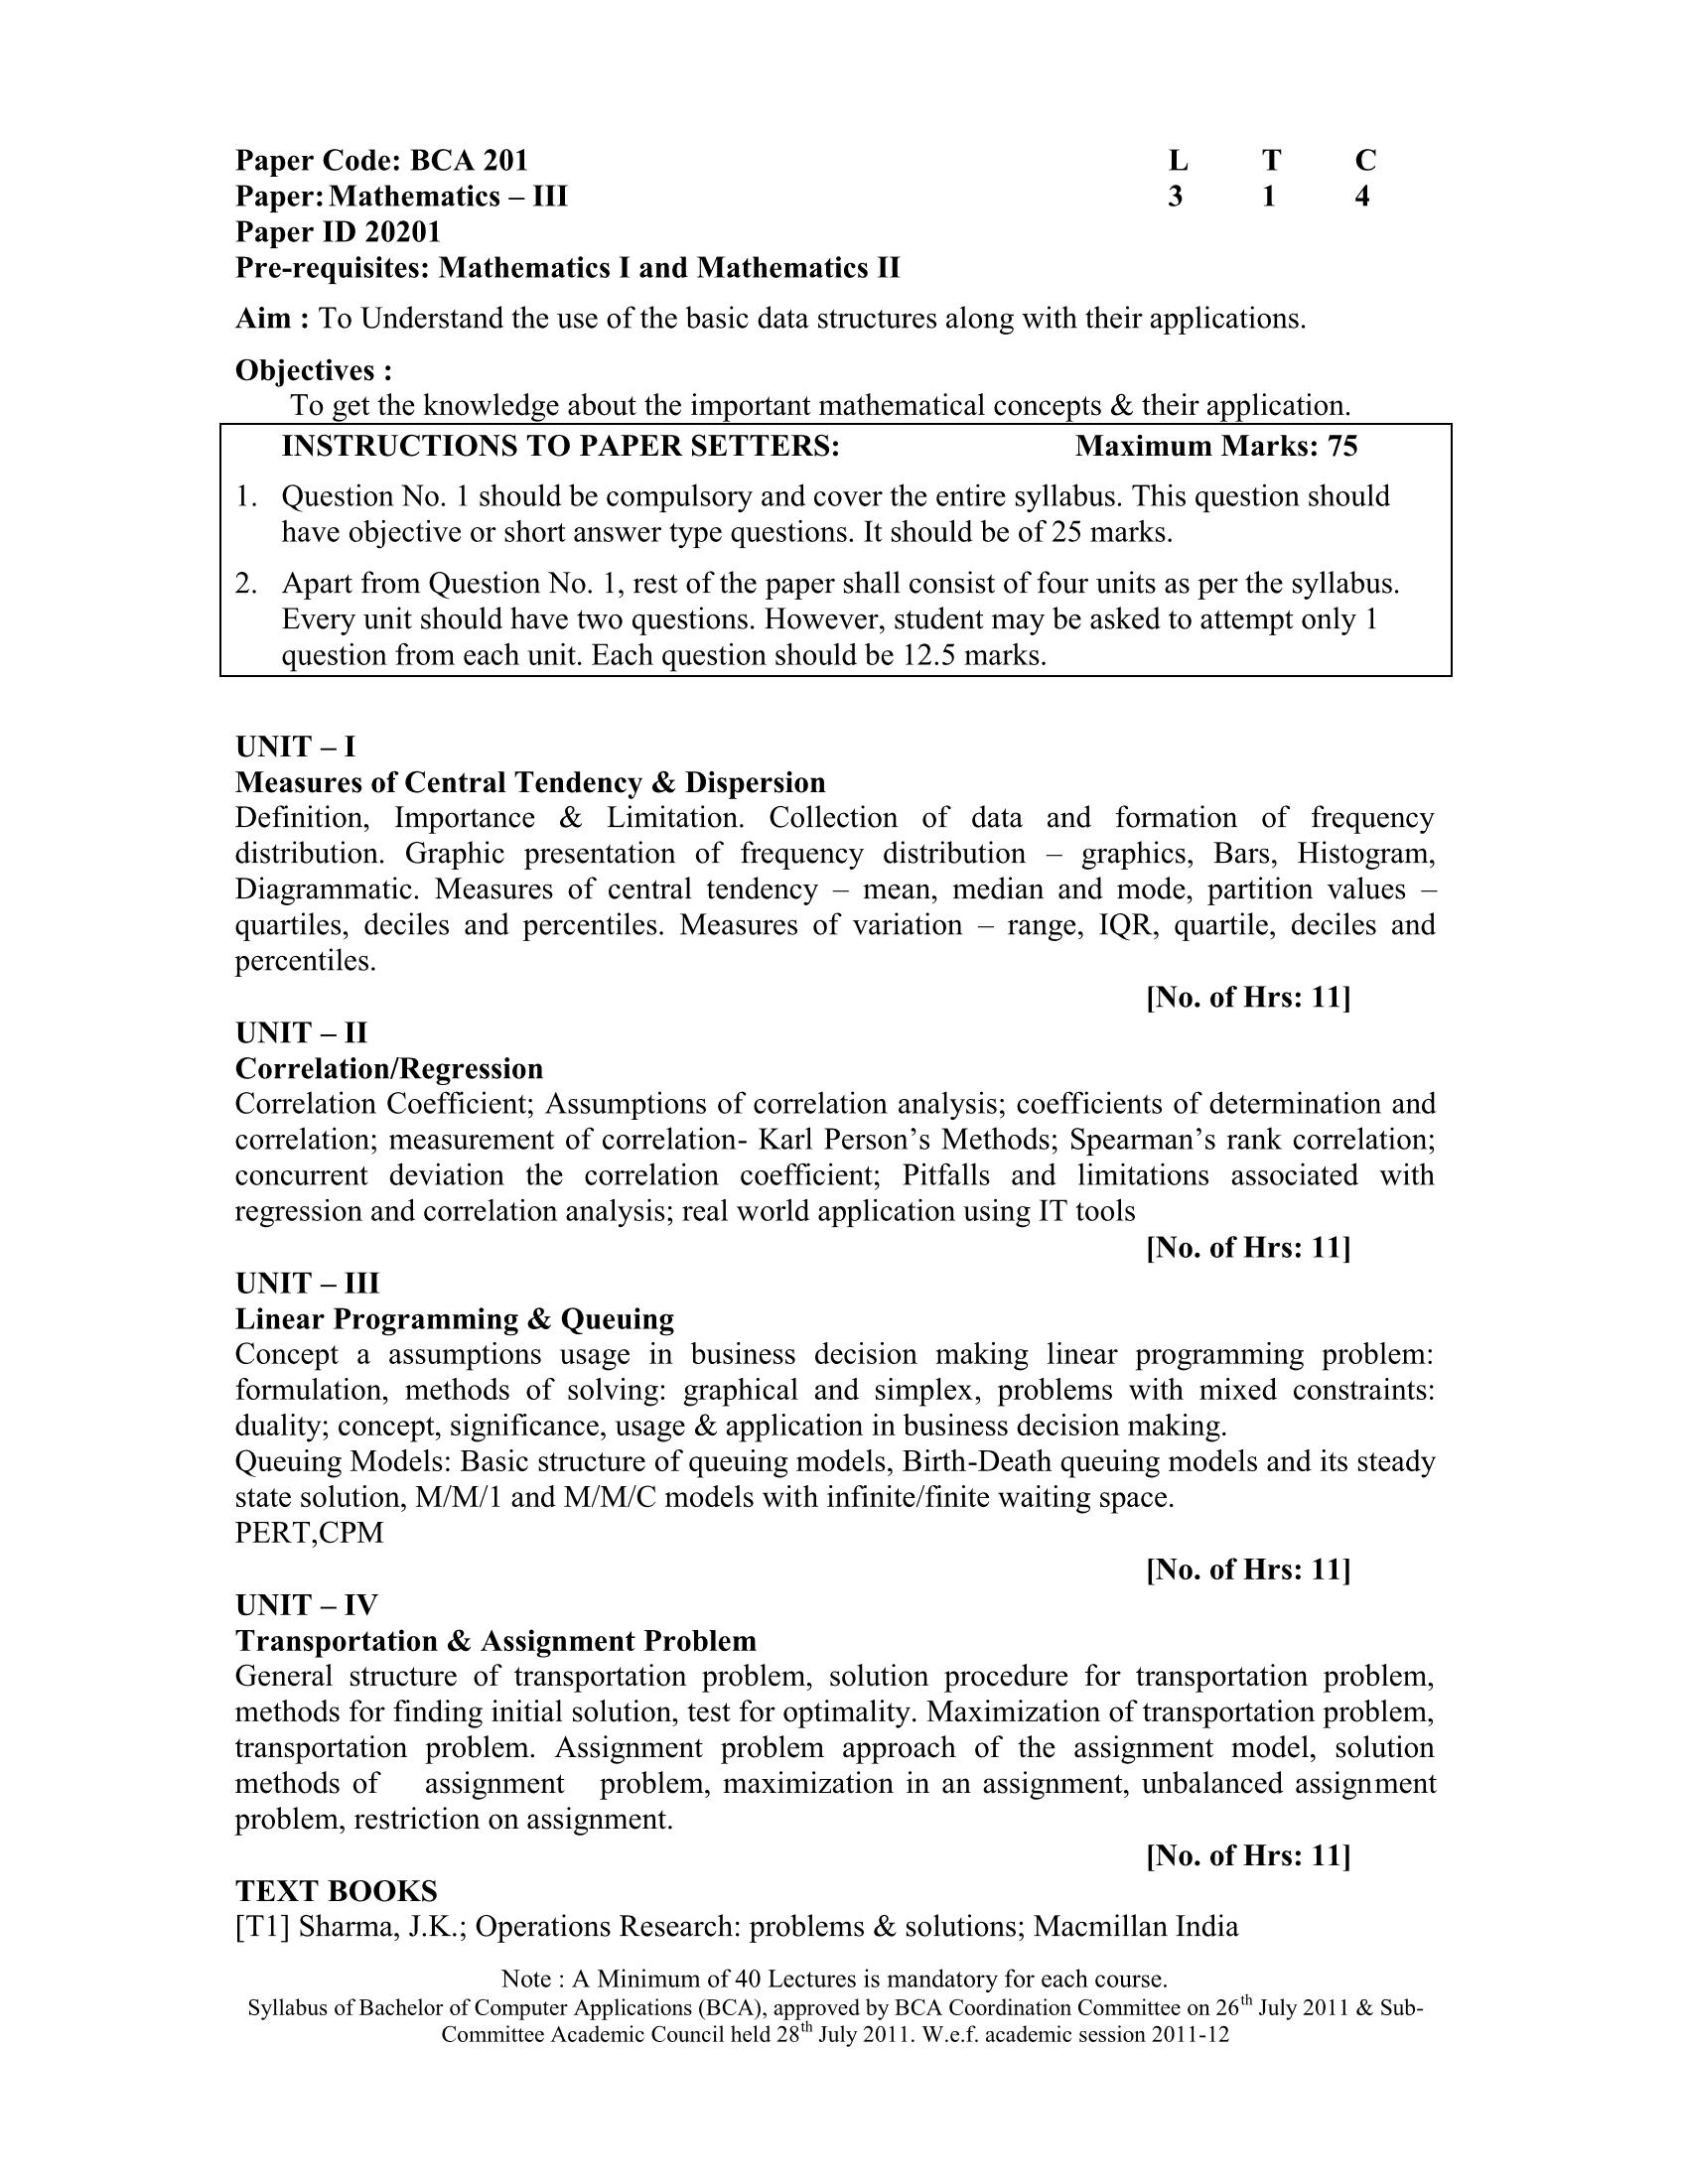 Paper Code: BCA 201 L T C
Paper: Mathematics – III 3 1 4
Paper ID 20201
Pre-requisites: Mathematics I and Mathematics II
Aim : To Understand the use of the basic data structures along with their applications.
Objectives :
To get the knowledge about the important mathematical concepts & their application.
INSTRUCTIONS TO PAPER SETTERS: Maximum Marks: 75
1. Question No. 1 should be compulsory and cover the entire syllabus. This question should
have objective or short answer type questions. It should be of 25 marks.
2. Apart from Question No. 1, rest of the paper shall consist of four units as per the syllabus.
Every unit should have two questions. However, student may be asked to attempt only 1
question from each unit. Each question should be 12.5 marks.
UNIT – I
Measures of Central Tendency & Dispersion
Definition, Importance & Limitation. Collection of data and formation of frequency
distribution. Graphic presentation of frequency distribution – graphics, Bars, Histogram,
Diagrammatic. Measures of central tendency – mean, median and mode, partition values –
quartiles, deciles and percentiles. Measures of variation – range, IQR, quartile, deciles and
percentiles.
[No. of Hrs: 11]
UNIT – II
Correlation/Regression
Correlation Coefficient; Assumptions of correlation analysis; coefficients of determination and
correlation; measurement of correlation- Karl Person’s Methods; Spearman’s rank correlation;
concurrent deviation the correlation coefficient; Pitfalls and limitations associated with
regression and correlation analysis; real world application using IT tools
[No. of Hrs: 11]
UNIT – III
Linear Programming & Queuing
Concept a assumptions usage in business decision making linear programming problem:
formulation, methods of solving: graphical and simplex, problems with mixed constraints:
duality; concept, significance, usage & application in business decision making.
Queuing Models: Basic structure of queuing models, Birth-Death queuing models and its steady
state solution, M/M/1 and M/M/C models with infinite/finite waiting space.
PERT,CPM
[No. of Hrs: 11]
UNIT – IV
Transportation & Assignment Problem
General structure of transportation problem, solution procedure for transportation problem,
methods for finding initial solution, test for optimality. Maximization of transportation problem,
transportation problem. Assignment problem approach of the assignment model, solution
methods of assignment problem, maximization in an assignment, unbalanced assignment
problem, restriction on assignment.
[No. of Hrs: 11]
TEXT BOOKS
[T1] Sharma, J.K.; Operations Research: problems & solutions; Macmillan India
Note : A Minimum of 40 Lectures is mandatory for each course.
Syllabus of Bachelor of Computer Applications (BCA), approved by BCA Coordination Committee on 26th July 2011 & Sub-
Committee Academic Council held 28th July 2011. W.e.f. academic session 2011-12